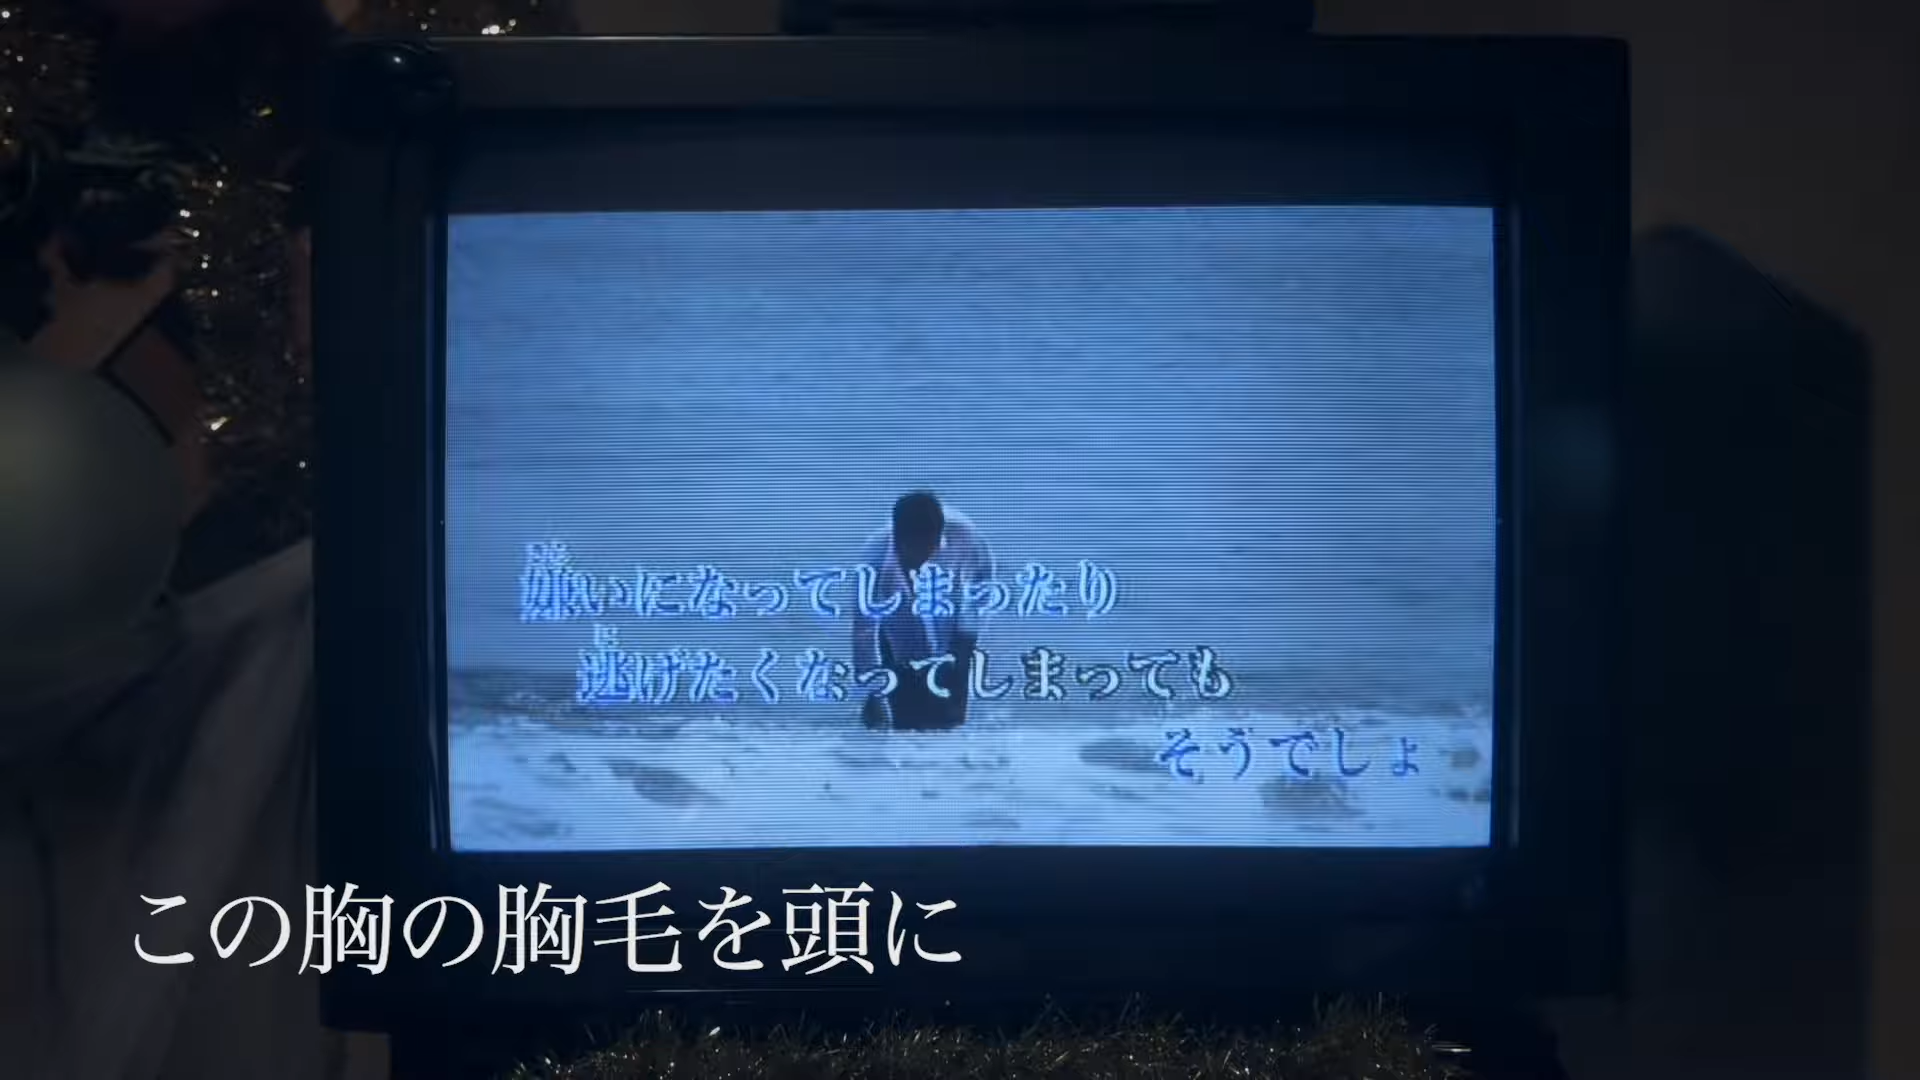 嫌いになってしまったり
逃げたくなってしまっても
そうでしょ
この胸の胸毛を頭に